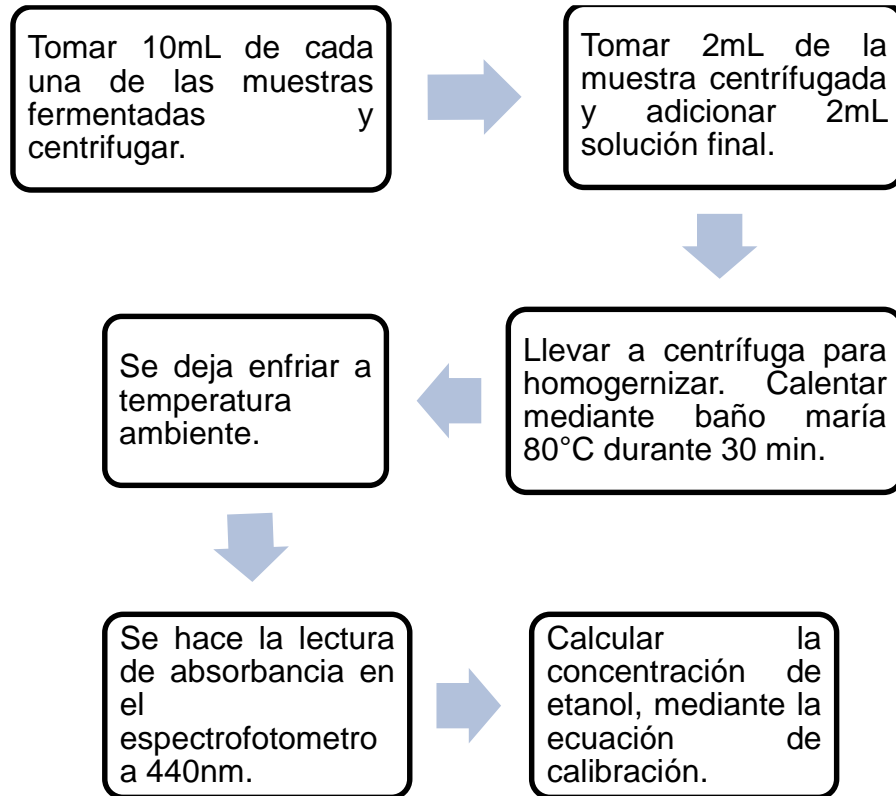 Tomar 10mL de cada
una de las muestras
fermentadas y
centrifugar.
Tomar 2mL de la
muestra centrífugada
y adicionar 2mL
solución final.
Llevar a centrífuga para
homogernizar. Calentar
mediante baño maría
80°C durante 30 min.
Se deja enfriar a
temperatura
ambiente.
Se hace la lectura
de absorbancia en
el
espectrofotometro
a 440nm.
Calcular la
concentración de
etanol, mediante la
ecuación de
calibración.